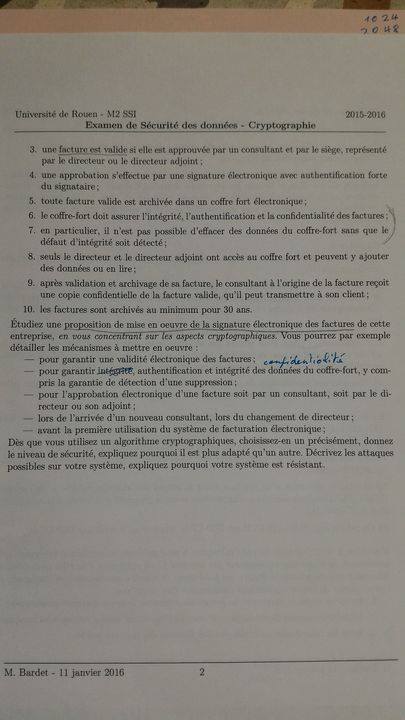 1024
2048
Université de Rouen - M2 SSI 2015-2016
Examen de Sécurité des données - Cryptographie
3. une facture est valide si elle est approuvée par un consultant et par le siège, représenté
par le directeur ou le directeur adjoint ;
4. une approbation s'effectue par une signature électronique avec authentification forte
du signataire ;
5. toute facture valide est archivée dans un coffre fort électronique ;
6. le coffre-fort doit assurer l'intégrité, l'authentification et la confidentialité des factures ;
7. en particulier, il n'est pas possible d'effacer des données du coffre-fort sans que le
défaut d'intégrité soit détecté ;
8. seuls le directeur et le directeur adjoint ont accès au coffre fort et peuvent y ajouter
des données ou en lire ;
9. après validation et archivage de sa facture, le consultant à l'origine de la facture reçoit
une copie confidentielle de la facture valide, qu'il peut transmettre à son client ;
10. les factures sont archivés au minimum pour 30 ans.
Étudiez une proposition de mise en oeuvre de la signature électronique des factures de cette
entreprise, en vous concentrant sur les aspects cryptographiques. Vous pourrez par exemple
détailler les mécanismes à mettre en oeuvre :
— pour garantir une validité électronique des factures ; confidentialité
— pour garantir intégrité, authentification et intégrité des données du coffre-fort, y com-
pris la garantie de détection d'une suppression ;
— pour l'approbation électronique d'une facture soit par un consultant, soit par le di-
recteur ou son adjoint ;
— lors de l'arrivée d'un nouveau consultant, lors du changement de directeur ;
— avant la première utilisation du système de facturation électronique ;
Dès que vous utilisez un algorithme cryptographiques, choisissez-en un précisément, donnez
le niveau de sécurité, expliquez pourquoi il est plus adapté qu'un autre. Décrivez les attaques
possibles sur votre système, expliquez pourquoi votre système est résistant.
M. Bardet - 11 janvier 2016 2